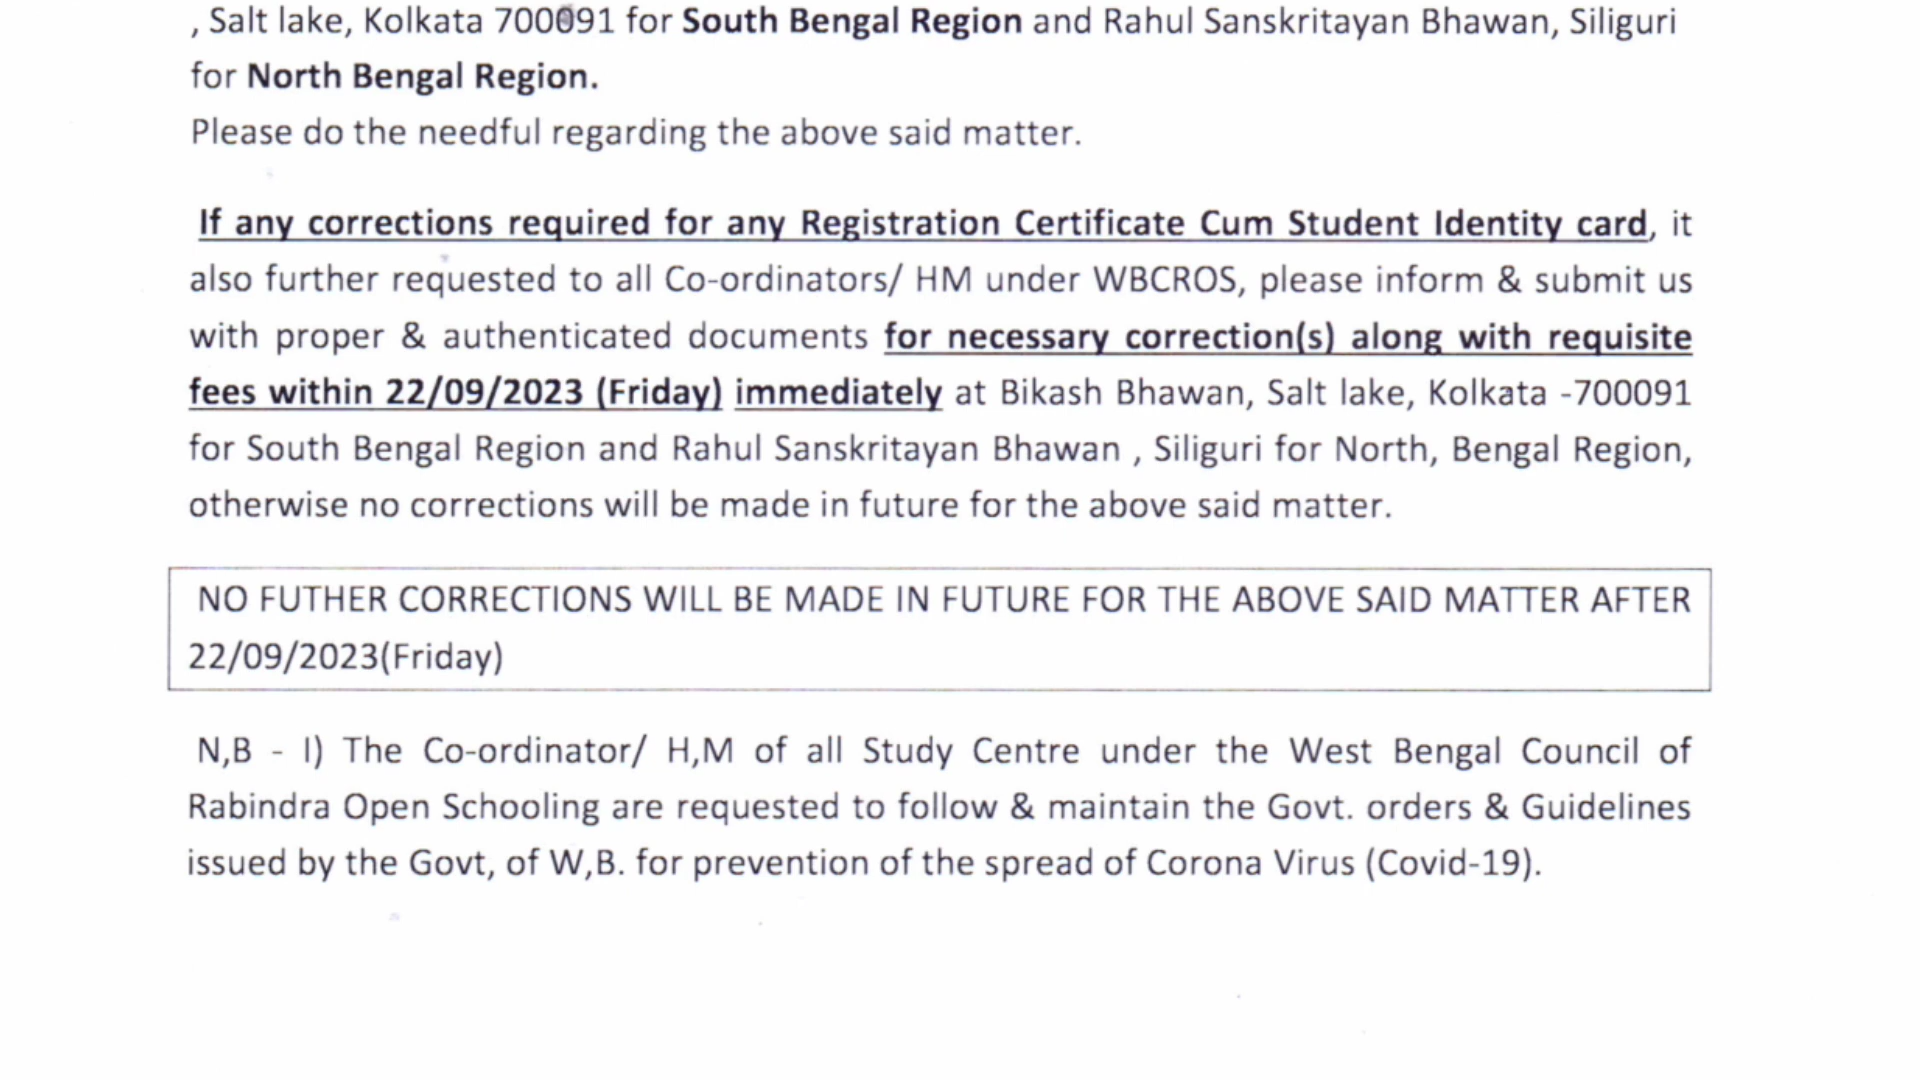 , Salt lake, Kolkata 700091 for South Bengal Region and Rahul Sanskritayan Bhawan, Siliguri
for North Bengal Region.
Please do the needful regarding the above said matter.
If any corrections required for any Registration Certificate Cum Student Identity card, it
also further requested to all Co-ordinators/ HM under WBCROS, please inform & submit us
with proper & authenticated documents for necessary correction(s) along with requisite
fees within 22/09/2023 (Friday) immediately at Bikash Bhawan, Salt lake, Kolkata -700091
for South Bengal Region and Rahul Sanskritayan Bhawan , Siliguri for North, Bengal Region,
otherwise no corrections will be made in future for the above said matter.
NO FUTHER CORRECTIONS WILL BE MADE IN FUTURE FOR THE ABOVE SAID MATTER AFTER
22/09/2023(Friday)
N,B - I) The Co-ordinator/ H,M of all Study Centre under the West Bengal Council of
Rabindra Open Schooling are requested to follow & maintain the Govt. orders & Guidelines
issued by the Govt, of W,B. for prevention of the spread of Corona Virus (Covid-19).